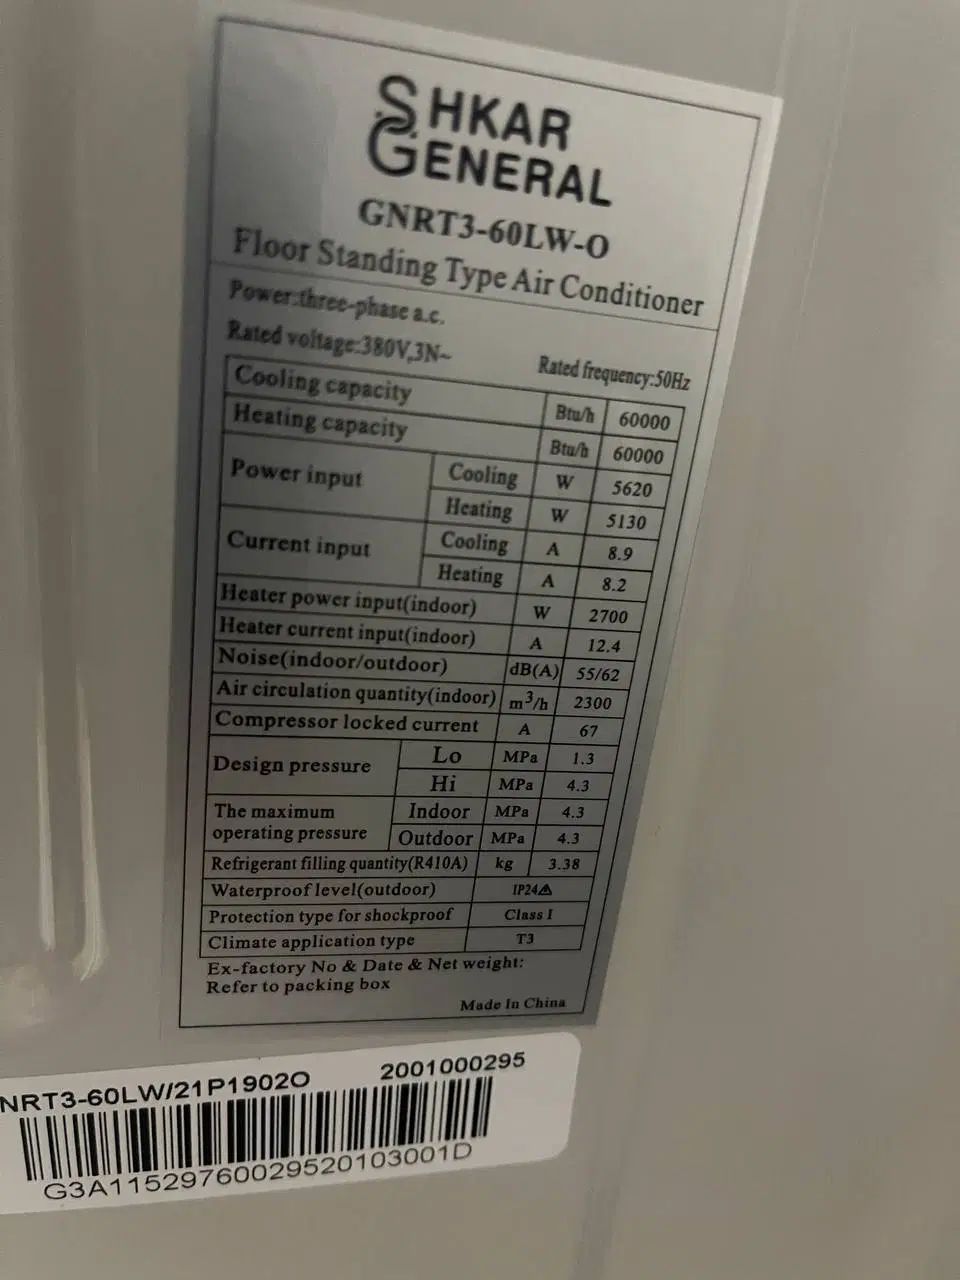 SHKAR
GENERAL
GNRT3-60LW-O
Floor Standing Type Air Conditioner
Power:three-phase a.c.
Rated voltage:380V,3N~ Rated frequency:50Hz
Cooling capacity Btu/h 60000
Heating capacity Btu/h 60000
Power input Cooling W 5620
Heating W 5130
Current input Cooling A 8.9
Heating A 8.2
Heater power input(indoor) W 2700
Heater current input(indoor) A 12.4
Noise(indoor/outdoor) dB(A) 55/62
Air circulation quantity(indoor) m³/h 2300
Compressor locked current A 67
Design pressure Lo MPa 1.3
Hi MPa 4.3
The maximum operating pressure Indoor MPa 4.3
Outdoor MPa 4.3
Refrigerant filling quantity(R410A) kg 3.38
Waterproof level(outdoor) IP24
Protection type for shockproof Class I
Climate application type T3
Ex-factory No & Date & Net weight:
Refer to packing box
Made In China
NRT3-60LW/21P1902O 2001000295
G3A11529760029520103001D